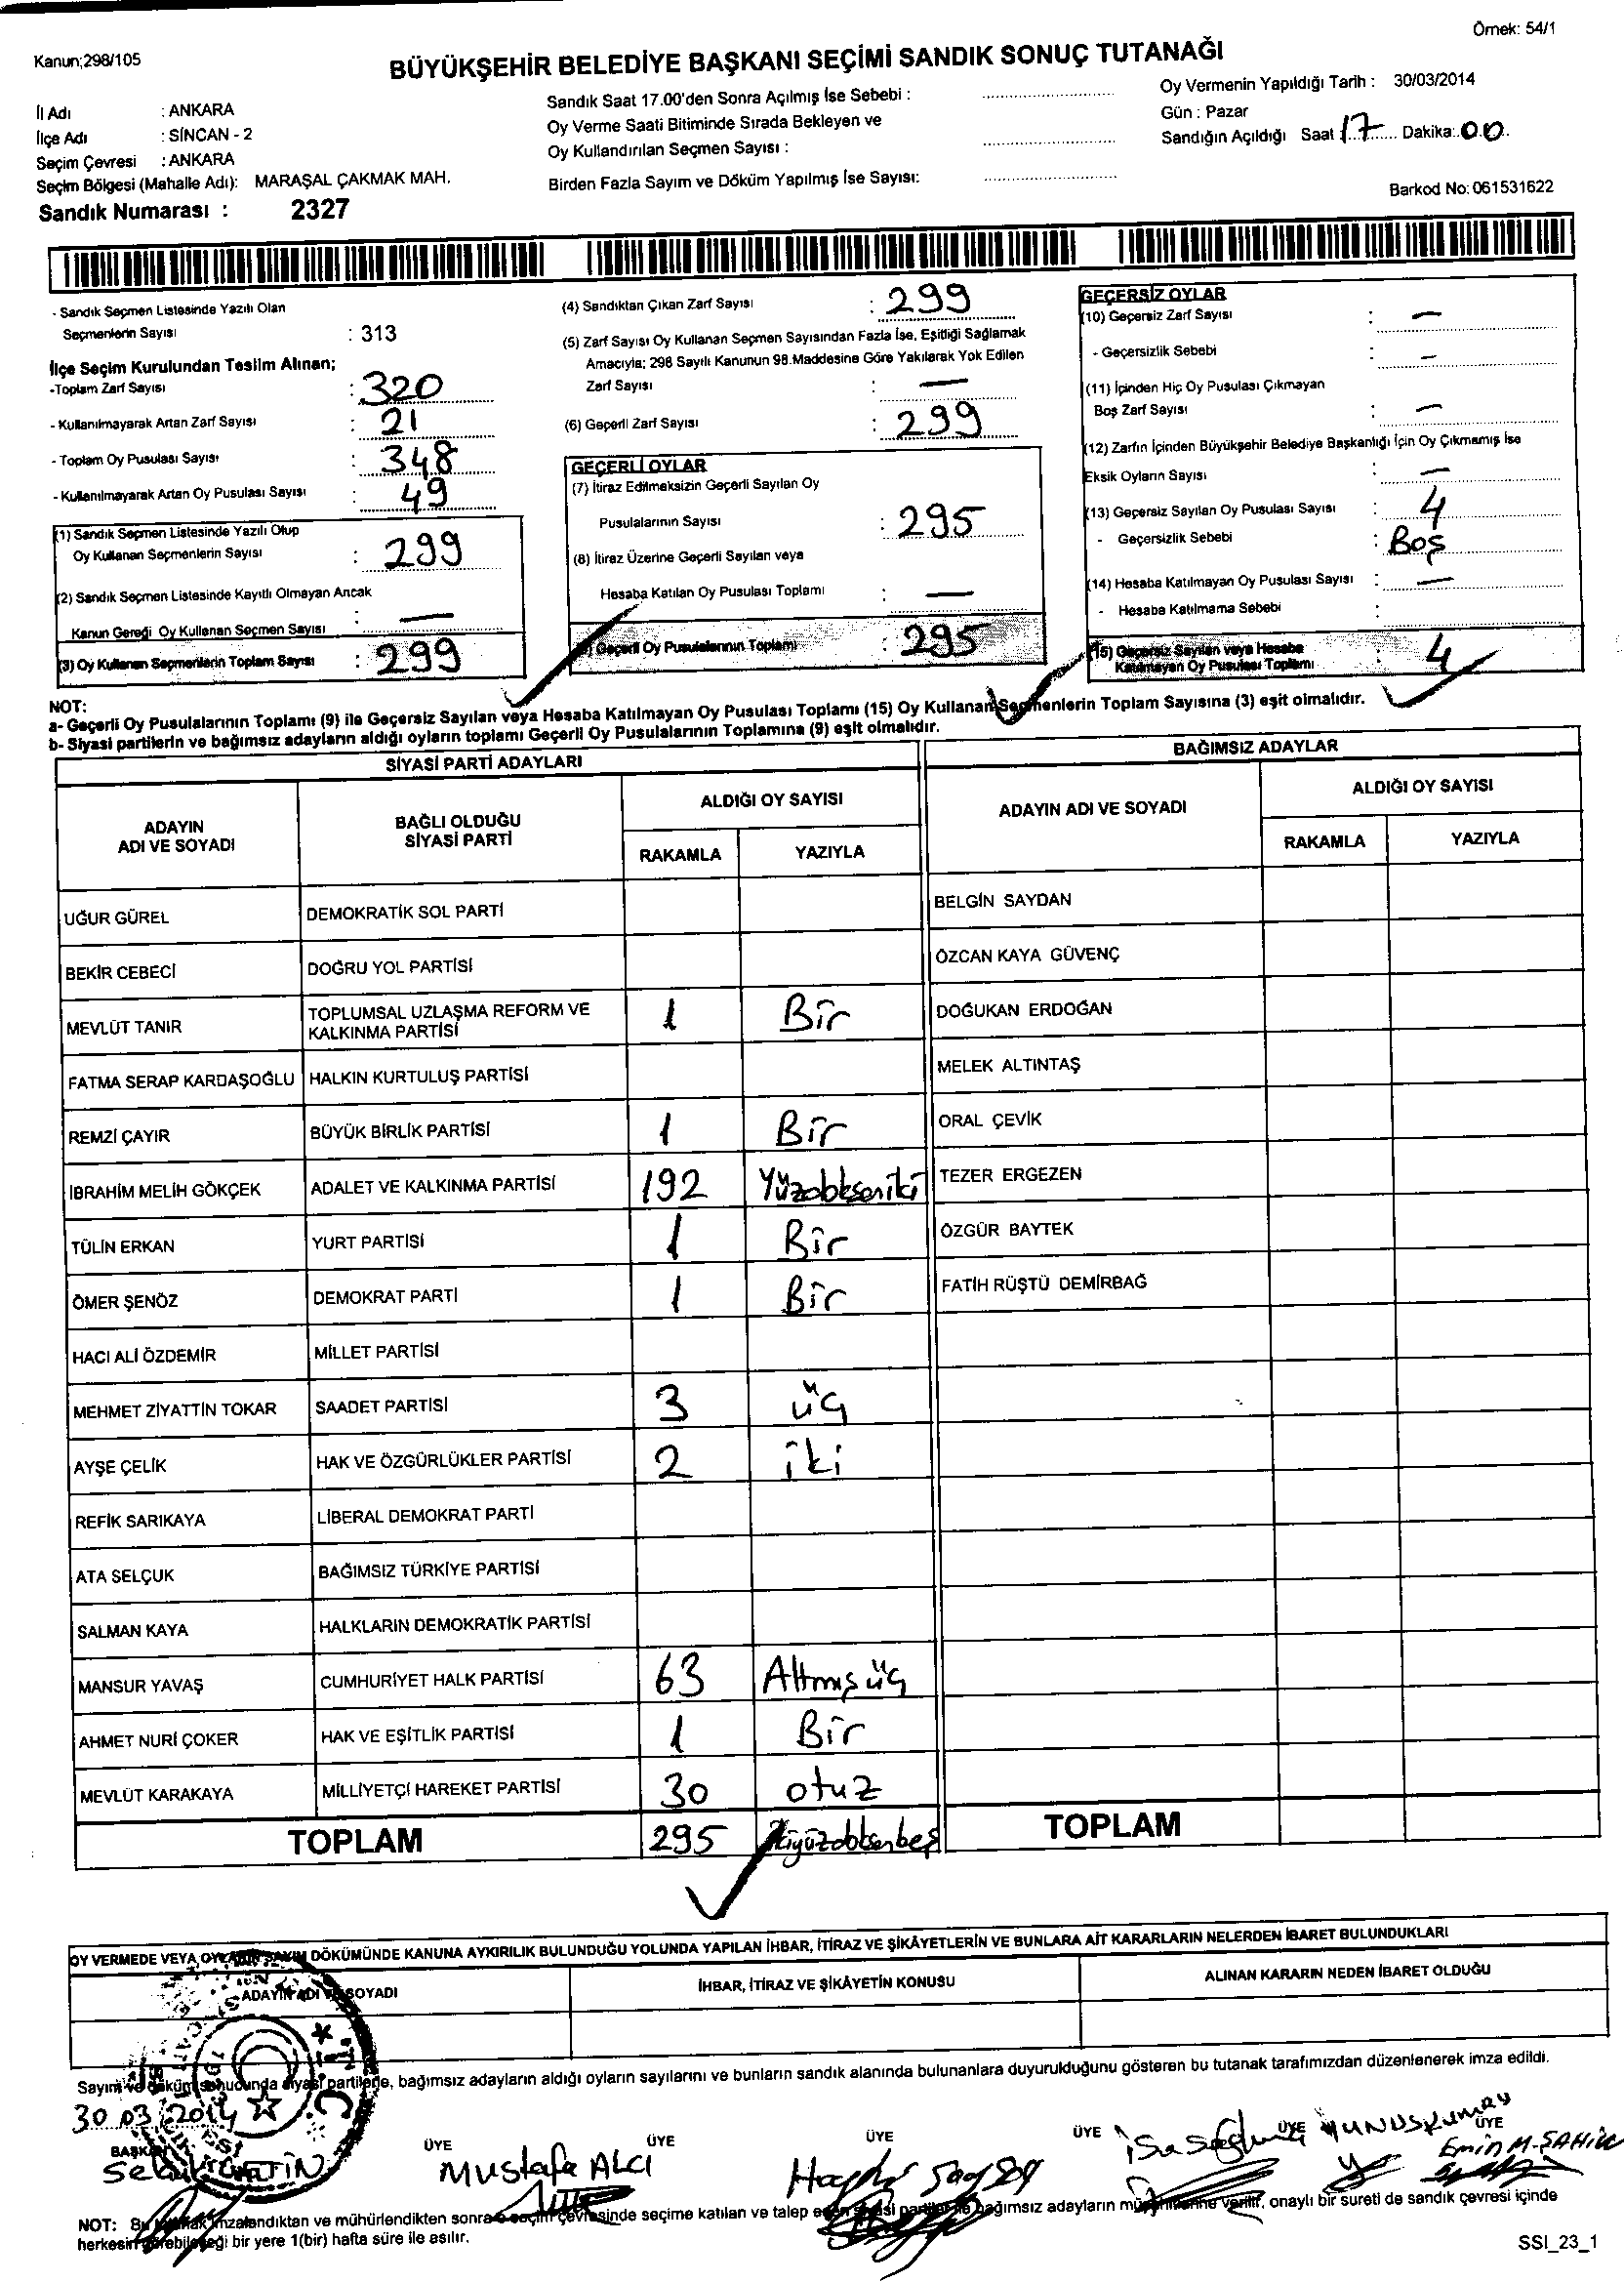 Örnek: 54/1
Kanun;298/105
BÜYÜKŞEHİR BELEDİYE BAŞKANI SEÇİMİ SANDIK SONUÇ TUTANAĞI
İl Adı : ANKARA
İlçe Adı : SİNCAN - 2
Seçim Çevresi : ANKARA
Seçim Bölgesi (Mahalle Adı): MARAŞAL ÇAKMAK MAH.
Sandık Numarası : 2327
Sandık Saat 17.00'den Sonra Açılmış İse Sebebi :
Oy Verme Saati Bitiminde Sırada Bekleyen ve
Oy Kullandırılan Seçmen Sayısı :
Birden Fazla Sayım ve Döküm Yapılmış İse Sayısı:
Oy Vermenin Yapıldığı Tarih : 30/03/2014
Gün : Pazar
Sandığın Açıldığı Saat 17 Dakika: 00
Barkod No: 061531622
- Sandık Seçmen Listesinde Yazılı Olan
Seçmenlerin Sayısı : 313
İlçe Seçim Kurulundan Teslim Alınan;
-Toplam Zarf Sayısı : 320
- Kullanılmayarak Artan Zarf Sayısı : 21
- Toplam Oy Pusulası Sayısı : 348
- Kullanılmayarak Artan Oy Pusulası Sayısı : 49
(1) Sandık Seçmen Listesinde Yazılı Olup
Oy Kullanan Seçmenlerin Sayısı : 299
(2) Sandık Seçmen Listesinde Kayıtlı Olmayan Ancak
Kanun Gereği Oy Kullanan Seçmen Sayısı : —
(3) Oy Kullanan Seçmenlerin Toplam Sayısı : 299
(4) Sandıktan Çıkan Zarf Sayısı : 299
(5) Zarf Sayısı Oy Kullanan Seçmen Sayısından Fazla İse, Eşitliği Sağlamak
Amacıyla; 298 Sayılı Kanunun 98.Maddesine Göre Yakılarak Yok Edilen
Zarf Sayısı : —
(6) Geçerli Zarf Sayısı : 299
GEÇERLİ OYLAR
(7) İtiraz Edilmeksizin Geçerli Sayılan Oy
Pusulalarının Sayısı : 295
(8) İtiraz Üzerine Geçerli Sayılan veya
Hesaba Katılan Oy Pusulası Toplamı : —
Geçerli Oy Pusulalarının Toplamı : 295
GEÇERSİZ OYLAR
(10) Geçersiz Zarf Sayısı : —
- Geçersizlik Sebebi : —
(11) İçinden Hiç Oy Pusulası Çıkmayan
Boş Zarf Sayısı : —
(12) Zarfın İçinden Büyükşehir Belediye Başkanlığı İçin Oy Çıkmamış İse
Eksik Oyların Sayısı : —
(13) Geçersiz Sayılan Oy Pusulası Sayısı : 4
- Geçersizlik Sebebi : Boş
(14) Hesaba Katılmayan Oy Pusulası Sayısı : —
- Hesaba Katılmama Sebebi :
(15) Geçersiz Sayılan veya Hesaba
Katılmayan Oy Pusulası Toplamı : 4
NOT:
a- Geçerli Oy Pusulalarının Toplamı (9) ile Geçersiz Sayılan veya Hesaba Katılmayan Oy Pusulası Toplamı (15) Oy Kullanan Seçmenlerin Toplam Sayısına (3) eşit olmalıdır.
b- Siyasi partilerin ve bağımsız adayların aldığı oyların toplamı Geçerli Oy Pusulalarının Toplamına (9) eşit olmalıdır.
SİYASİ PARTİ ADAYLARI BAĞIMSIZ ADAYLAR
ADAYIN ADI VE SOYADI BAĞLI OLDUĞU SİYASİ PARTİ ALDIĞI OY SAYISI ADAYIN ADI VE SOYADI ALDIĞI OY SAYISI
RAKAMLA YAZIYLA RAKAMLA YAZIYLA
UĞUR GÜREL DEMOKRATİK SOL PARTİ BELGİN SAYDAN
BEKİR CEBECİ DOĞRU YOL PARTİSİ ÖZCAN KAYA GÜVENÇ
MEVLÜT TANIR TOPLUMSAL UZLAŞMA REFORM VE KALKINMA PARTİSİ 1 Bir DOĞUKAN ERDOĞAN
FATMA SERAP KARDAŞOĞLU HALKIN KURTULUŞ PARTİSİ MELEK ALTINTAŞ
REMZİ ÇAYIR BÜYÜK BİRLİK PARTİSİ 1 Bir ORAL ÇEVİK
İBRAHİM MELİH GÖKÇEK ADALET VE KALKINMA PARTİSİ 192 Yüzdokseniki TEZER ERGEZEN
TÜLİN ERKAN YURT PARTİSİ 1 Bir ÖZGÜR BAYTEK
ÖMER ŞENÖZ DEMOKRAT PARTİ 1 Bir FATİH RÜŞTÜ DEMİRBAĞ
HACI ALİ ÖZDEMİR MİLLET PARTİSİ
MEHMET ZİYATTİN TOKAR SAADET PARTİSİ 3 üç
AYŞE ÇELİK HAK VE ÖZGÜRLÜKLER PARTİSİ 2 iki
REFİK SARIKAYA LİBERAL DEMOKRAT PARTİ
ATA SELÇUK BAĞIMSIZ TÜRKİYE PARTİSİ
SALMAN KAYA HALKLARIN DEMOKRATİK PARTİSİ
MANSUR YAVAŞ CUMHURİYET HALK PARTİSİ 63 Altmışüç
AHMET NURİ ÇOKER HAK VE EŞİTLİK PARTİSİ 1 Bir
MEVLÜT KARAKAYA MİLLİYETÇİ HAREKET PARTİSİ 30 otuz
TOPLAM 295 ikiyüzdoksanbeş TOPLAM
OY VERMEDE VEYA OYLARIN SAYIM DÖKÜMÜNDE KANUNA AYKIRILIK BULUNDUĞU YOLUNDA YAPILAN İHBAR, İTİRAZ VE ŞİKÂYETLERİN VE BUNLARA AİT KARARLARIN NELERDEN İBARET BULUNDUKLARI
ADAYIN ADI VE SOYADI İHBAR, İTİRAZ VE ŞİKÂYETİN KONUSU ALINAN KARARIN NEDEN İBARET OLDUĞU
Sayım ve döküm sonucunda siyasi partilerle, bağımsız adayların aldığı oyların sayılarını ve bunların sandık alanında bulunanlara duyurulduğunu gösteren bu tutanak tarafımızdan düzenlenerek imza edildi.
30.03.2014
BAŞKAN ÜYE ÜYE ÜYE ÜYE ÜYE ÜYE
Mustafa ALCI Emin M. ŞAHİN
NOT: Bu tutanak imzalandıktan ve mühürlendikten sonra o seçim çevresinde seçime katılan ve talep eden siyasi partiler ile bağımsız adayların müşahitlerine verilir, onaylı bir sureti de sandık çevresi içinde
herkesin görebileceği bir yere 1(bir) hafta süre ile asılır.
SSI_23_1